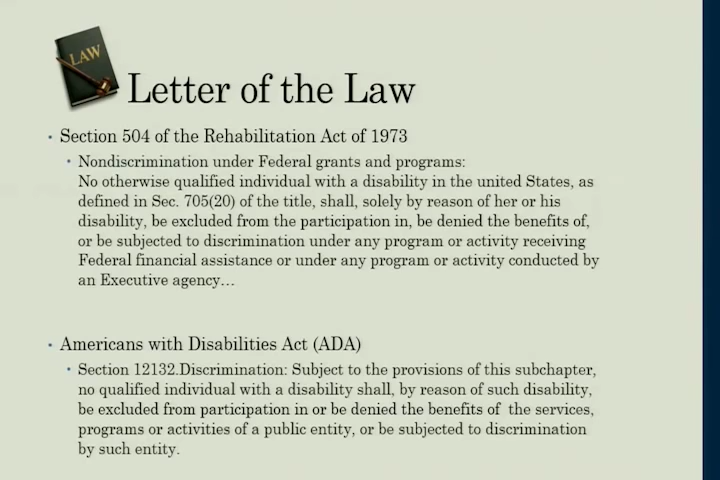 LAW
Letter of the Law
• Section 504 of the Rehabilitation Act of 1973
• Nondiscrimination under Federal grants and programs:
No otherwise qualified individual with a disability in the united States, as
defined in Sec. 705(20) of the title, shall, solely by reason of her or his
disability, be excluded from the participation in, be denied the benefits of,
or be subjected to discrimination under any program or activity receiving
Federal financial assistance or under any program or activity conducted by
an Executive agency…
• Americans with Disabilities Act (ADA)
• Section 12132.Discrimination: Subject to the provisions of this subchapter,
no qualified individual with a disability shall, by reason of such disability,
be excluded from participation in or be denied the benefits of the services,
programs or activities of a public entity, or be subjected to discrimination
by such entity.